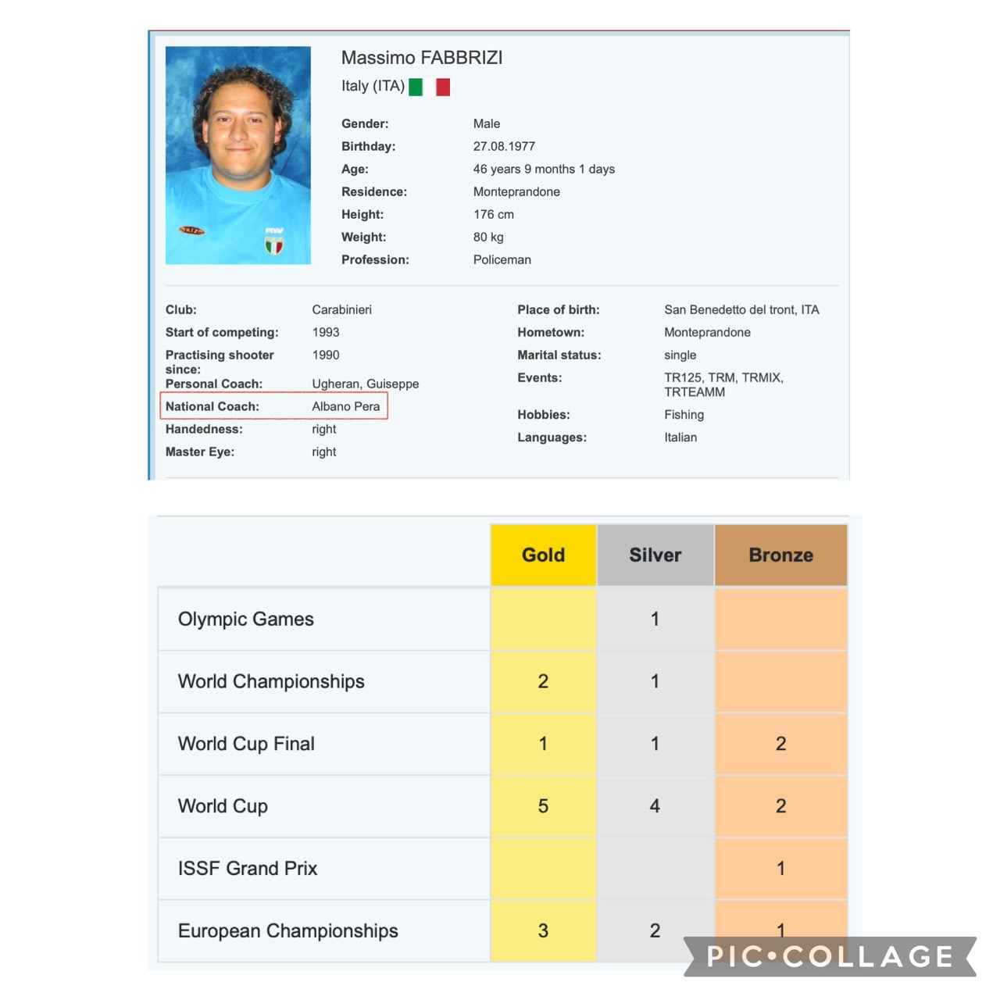 Massimo FABBRIZI
Italy (ITA)
Gender: Male
Birthday: 27.08.1977
Age: 46 years 9 months 1 days
Residence: Monteprandone
Height: 176 cm
Weight: 80 kg
Profession: Policeman
Club: Carabinieri
Start of competing: 1993
Practising shooter since: 1990
Personal Coach: Ugheran, Guiseppe
National Coach: Albano Pera
Handedness: right
Master Eye: right
Place of birth: San Benedetto del tront, ITA
Hometown: Monteprandone
Marital status: single
Events: TR125, TRM, TRMIX,
TRTEAMM
Hobbies: Fishing
Languages: Italian
Gold Silver Bronze
Olympic Games 1
World Championships 2 1
World Cup Final 1 1 2
World Cup 5 4 2
ISSF Grand Prix 1
European Championships 3 2 1
PIC•COLLAGE